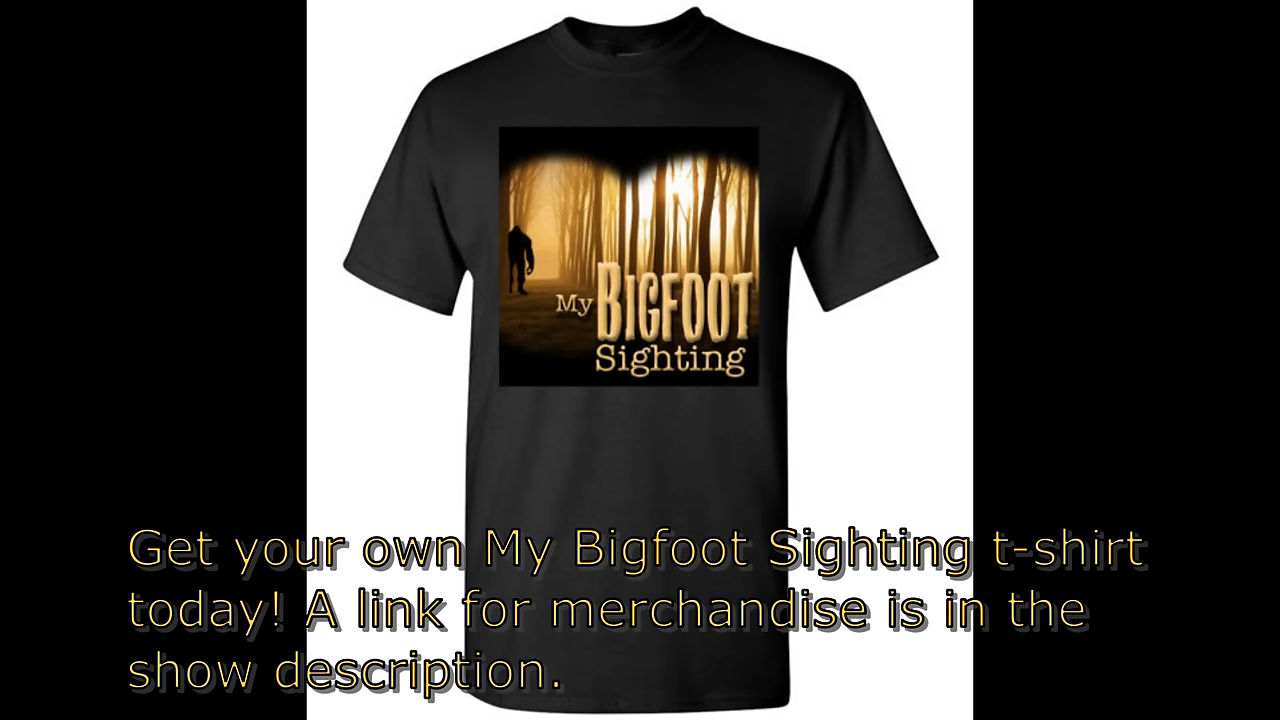 My BIGFOOT
Sighting
Get your own My Bigfoot Sighting t-shirt
today! A link for merchandise is in the
show description.